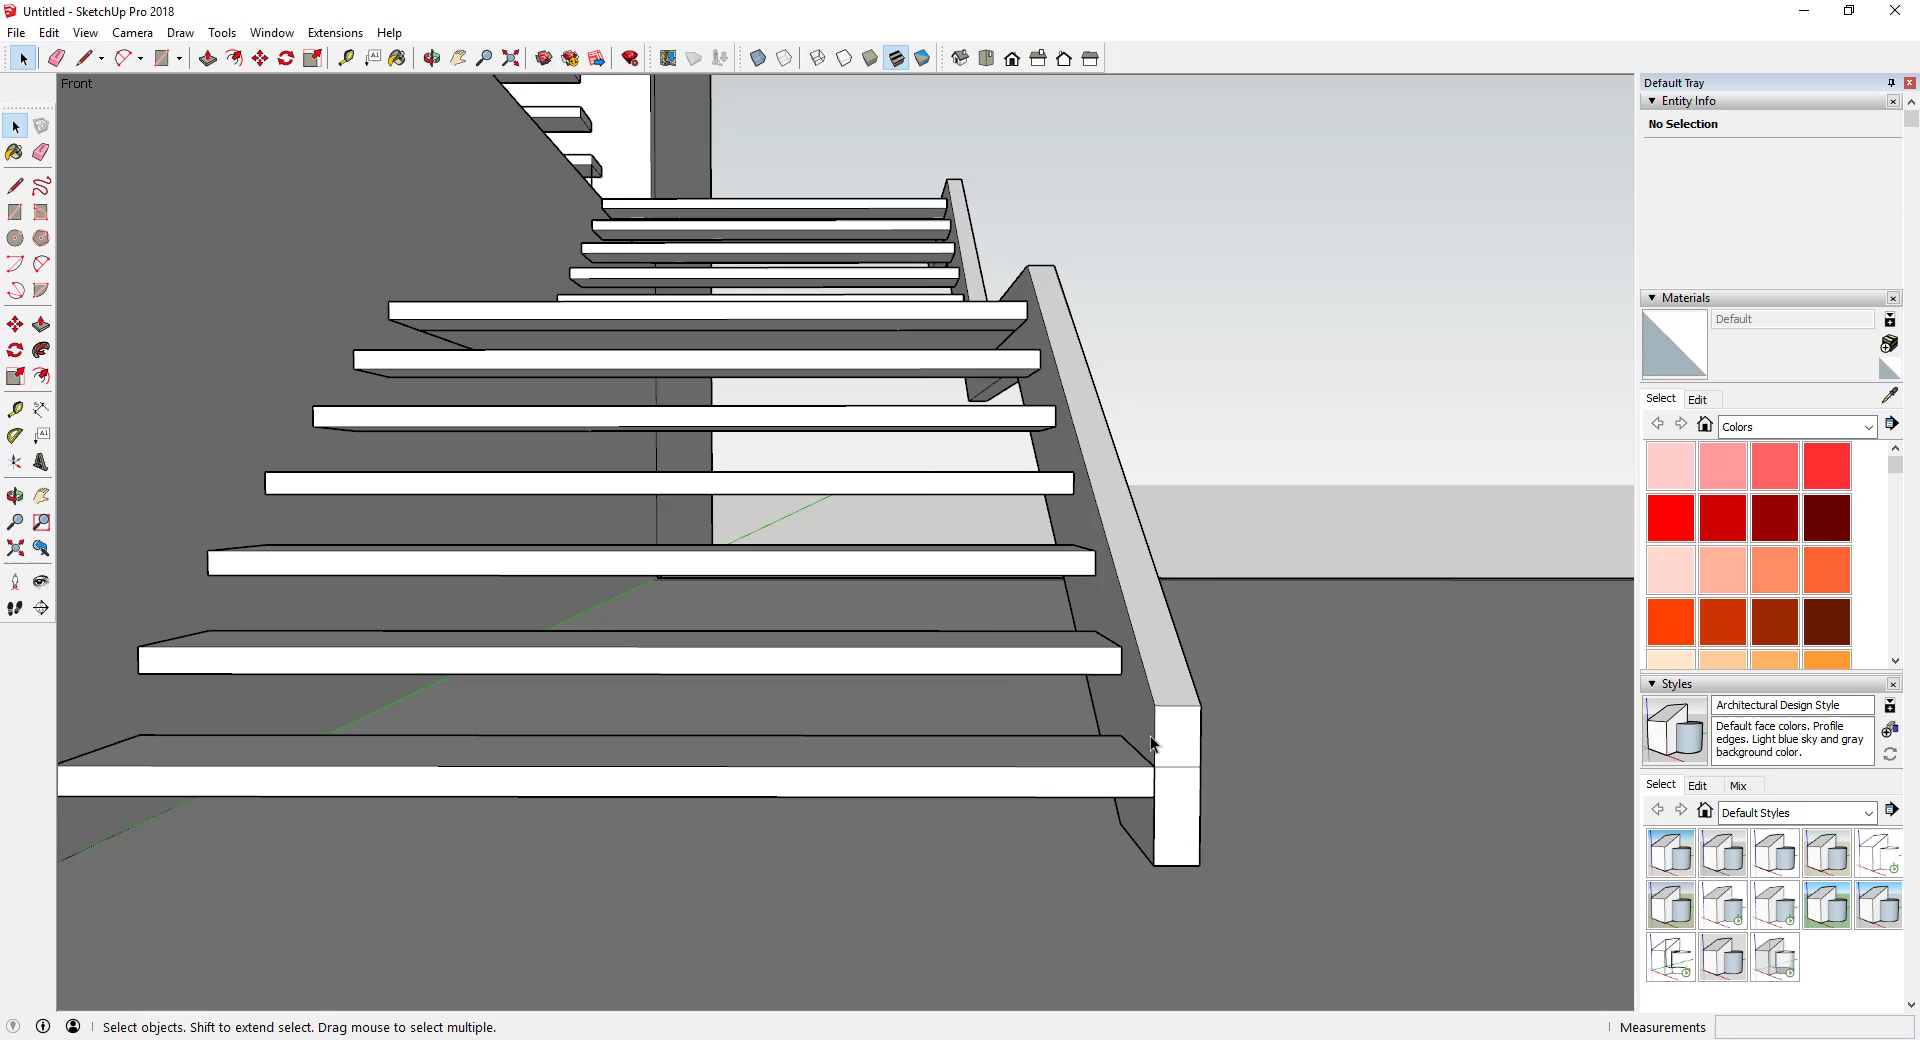 Untitled - SketchUp Pro 2018
File Edit View Camera Draw Tools Window Extensions Help
Front
Default Tray
Entity Info
No Selection
Materials
Default
Select Edit
Colors
Styles
Architectural Design Style
Default face colors. Profile
edges. Light blue sky and gray
background color.
Select Edit Mix
Default Styles
Select objects. Shift to extend select. Drag mouse to select multiple.
Measurements